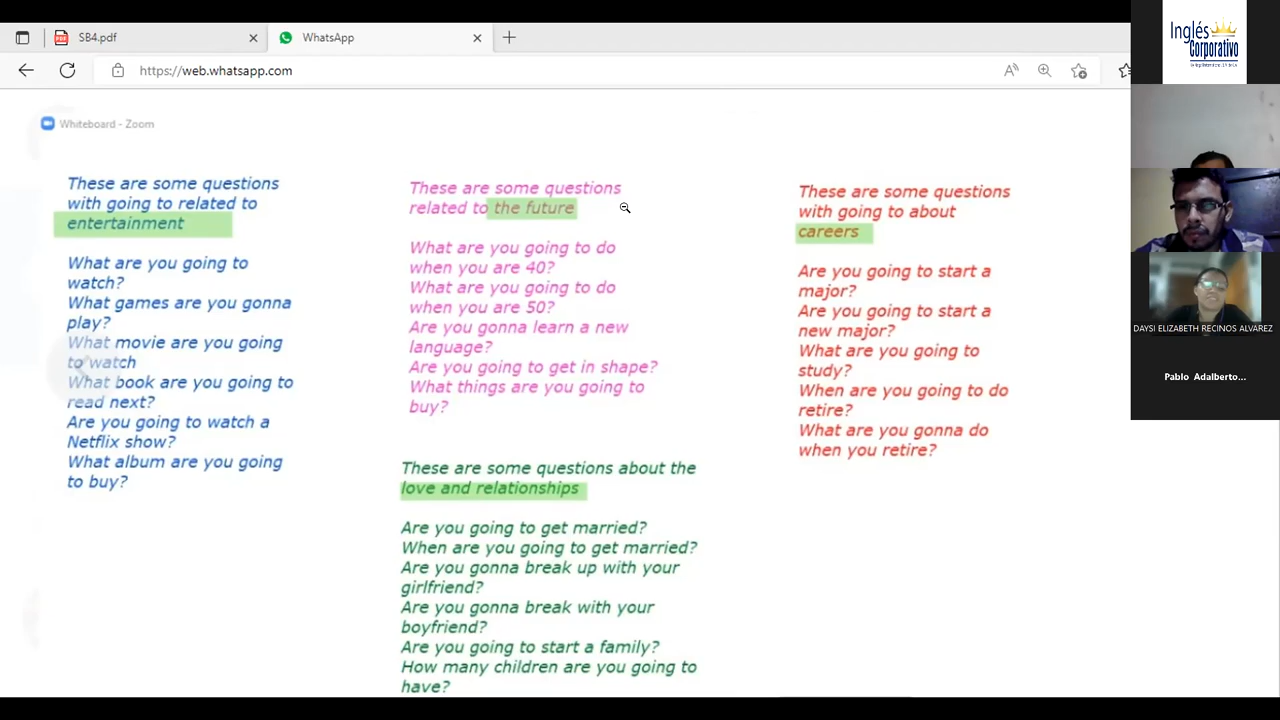 SB4.pdf
WhatsApp
https://web.whatsapp.com
Whiteboard - Zoom
These are some questions
with going to related to
entertainment
What are you going to
watch?
What games are you gonna
play?
What movie are you going
to watch
What book are you going to
read next?
Are you going to watch a
Netflix show?
What album are you going
to buy?
These are some questions
related to the future
What are you going to do
when you are 40?
What are you going to do
when you are 50?
Are you gonna learn a new
language?
Are you going to get in shape?
What things are you going to
buy?
These are some questions about the
love and relationships
Are you going to get married?
When are you going to get married?
Are you gonna break up with your
girlfriend?
Are you gonna break with your
boyfriend?
Are you going to start a family?
How many children are you going to
have?
These are some questions
with going to about
careers
Are you going to start a
major?
Are you going to start a
new major?
What are you going to
study?
When are you going to do
retire?
What are you gonna do
when you retire?
Inglés
Corporativo
DAYSI ELIZABETH RECINOS ALVAREZ
Pablo Adalberto...